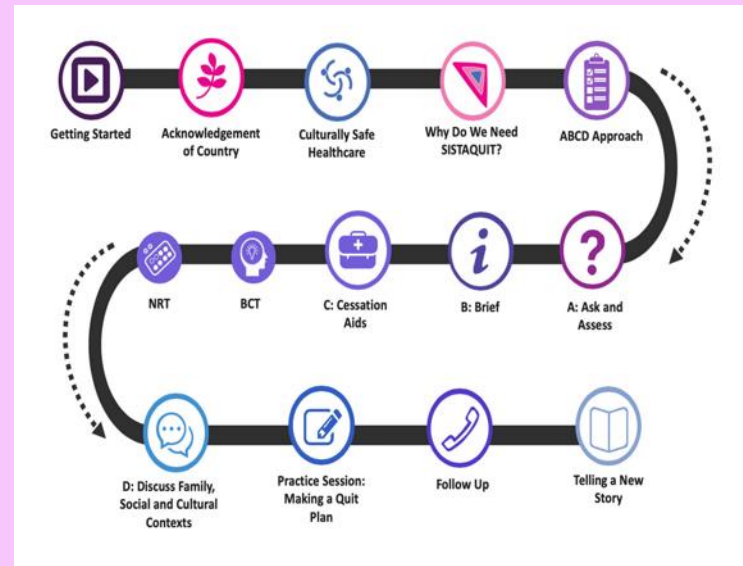 Getting Started
Acknowledgement
of Country
Culturally Safe
Healthcare
Why Do We Need
SISTAQUIT?
ABCD Approach
A: Ask and
Assess
B: Brief
C: Cessation
Aids
BCT
NRT
D: Discuss Family,
Social and Cultural
Contexts
Practice Session:
Making a Quit
Plan
Follow Up
Telling a New
Story